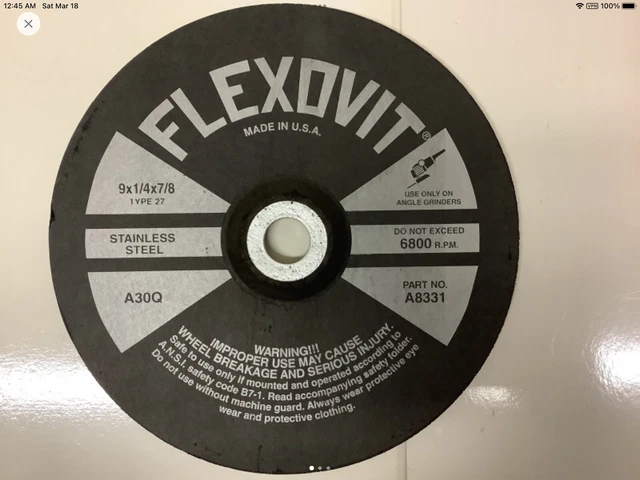 12:45 AM Sat Mar 18
VPN 100%
FLEXOVIT®
MADE IN U.S.A.
9x1/4x7/8
TYPE 27
USE ONLY ON
ANGLE GRINDERS
STAINLESS
STEEL
DO NOT EXCEED
6800 R.P.M.
A30Q
PART NO.
A8331
WARNING!!!
IMPROPER USE MAY CAUSE
WHEEL BREAKAGE AND SERIOUS INJURY.
Safe to use only if mounted and operated according to
A.N.S.I. safety code B7-1. Read accompanying safety folder.
Do not use without machine guard. Always wear protective eye
wear and protective clothing.